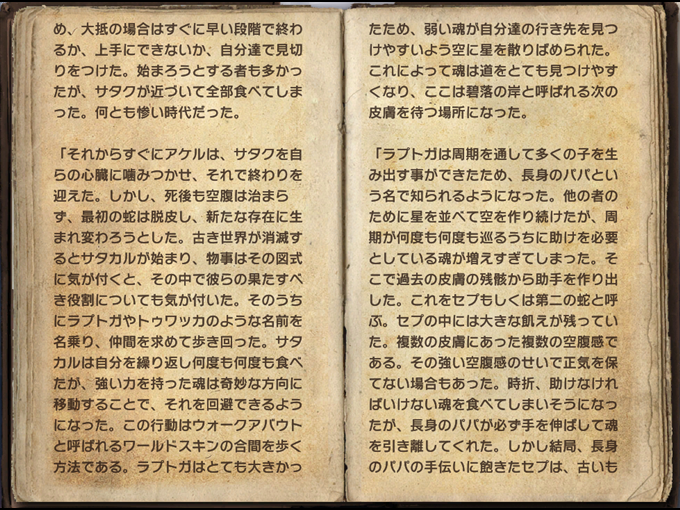 め、大抵の場合はすぐに早い段階で終わ
るか、上手にできないか、自分達で見切
りをつけた。始まろうとする者も多かっ
たが、サタクが近づいて全部食べてしま
った。何とも惨い時代だった。
「それからすぐにアケルは、サタクを自
らの心臓に噛みつかせ、それで終わりを
迎えた。しかし、死後も空腹は治まら
ず、最初の蛇は脱皮し、新たな存在に生
まれ変わろうとした。古き世界が消滅す
るとサタカルが始まり、物事はその図式
に気が付くと、その中で彼らの果たすべ
き役割についても気が付いた。そのうち
にラプトガやトゥワッカのような名前を
名乗り、仲間を求めて歩き回った。サタ
カルは自分を繰り返し何度も何度も食べ
たが、強い力を持った魂は奇妙な方向に
移動することで、それを回避できるよう
になった。この行動はウォークアバウト
と呼ばれるワールドスキンの合間を歩く
方法である。ラプトガはとても大きかっ
たため、弱い魂が自分達の行き先を見つ
けやすいよう空に星を散りばめられた。
これによって魂は道をとても見つけやす
くなり、ここは碧落の岸と呼ばれる次の
皮膚を待つ場所になった。
「ラプトガは周期を通して多くの子を生
み出す事ができたため、長身のパパとい
う名で知られるようになった。他の者の
ために星を並べて空を作り続けたが、周
期が何度も何度も巡るうちに助けを必要
としている魂が増えすぎてしまった。そ
こで過去の皮膚の残骸から助手を作り出
した。これをセプもしくは第二の蛇と呼
ぶ。セプの中には大きな飢えが残ってい
た。複数の皮膚にあった複数の空腹感で
ある。その強い空腹感のせいで正気を保
てない場合もあった。時折、助けなけれ
ばいけない魂を食べてしまいそうになっ
たが、長身のパパが必ず手を伸ばして魂
を引き離してくれた。しかし結局、長身
のパパの手伝いに飽きたセプは、古いも